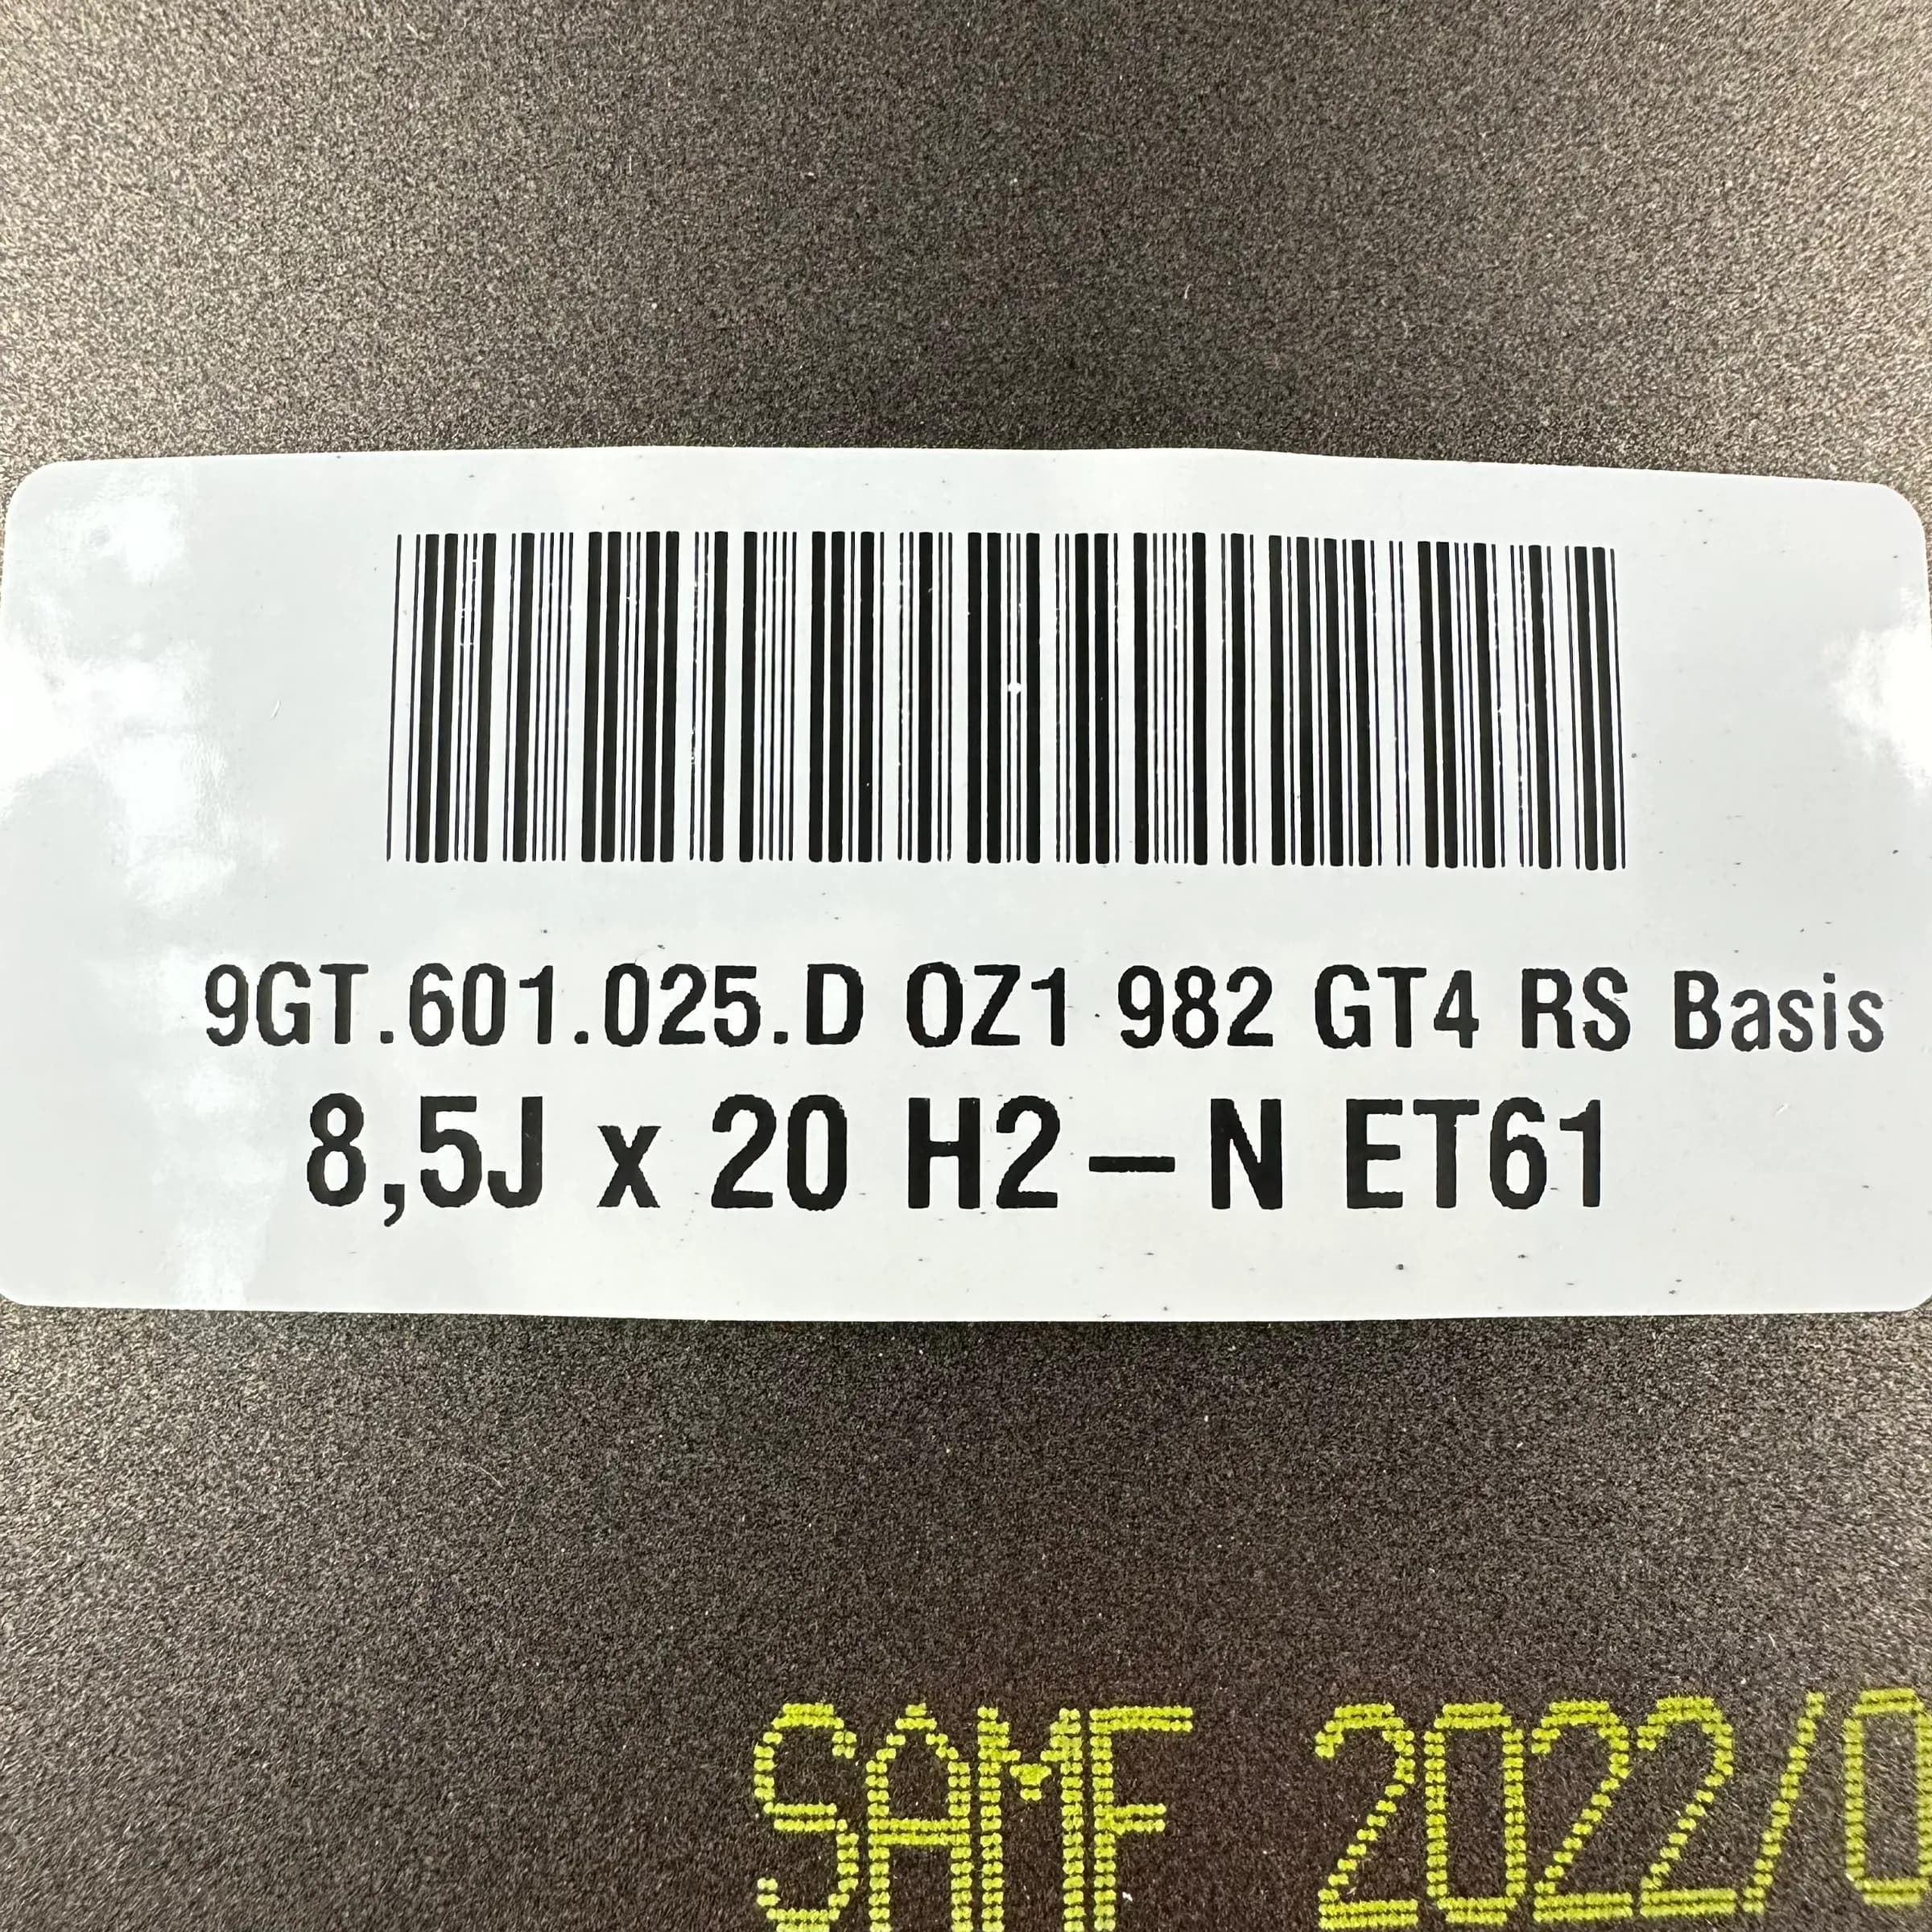 9GT.601.025.D OZ1 982 GT4 RS Basis
8,5J x 20 H2-N ET61
SAMF 2022/0